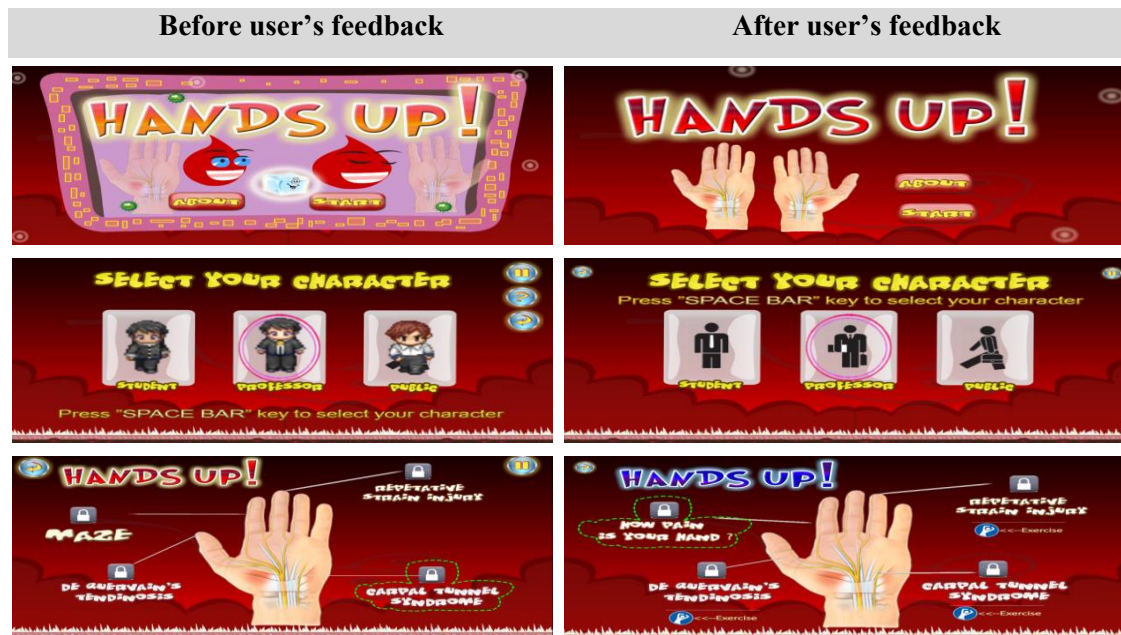 Before user's feedback After user's feedback
HANDS UP!
ABOUT START
HANDS UP!
ABOUT
START
SELECT YOUR CHARACTER
STUDENT PROFESSOR PUBLIC
Press "SPACE BAR" key to select your character
SELECT YOUR CHARACTER
Press "SPACE BAR" key to select your character
STUDENT PROFESSOR PUBLIC
HANDS UP!
REPETATIVE
STRAIN INJURY
MAZE
DE QUERVAIN'S
TENDINOSIS
CARPAL TUNNEL
SYNDROME
HANDS UP!
HOW PAIN
IS YOUR HAND ?
REPETATIVE
STRAIN INJURY
<<--Exercise
DE QUERVAIN'S
TENDINOSIS
<<--Exercise
CARPAL TUNNEL
SYNDROME
<<--Exercise